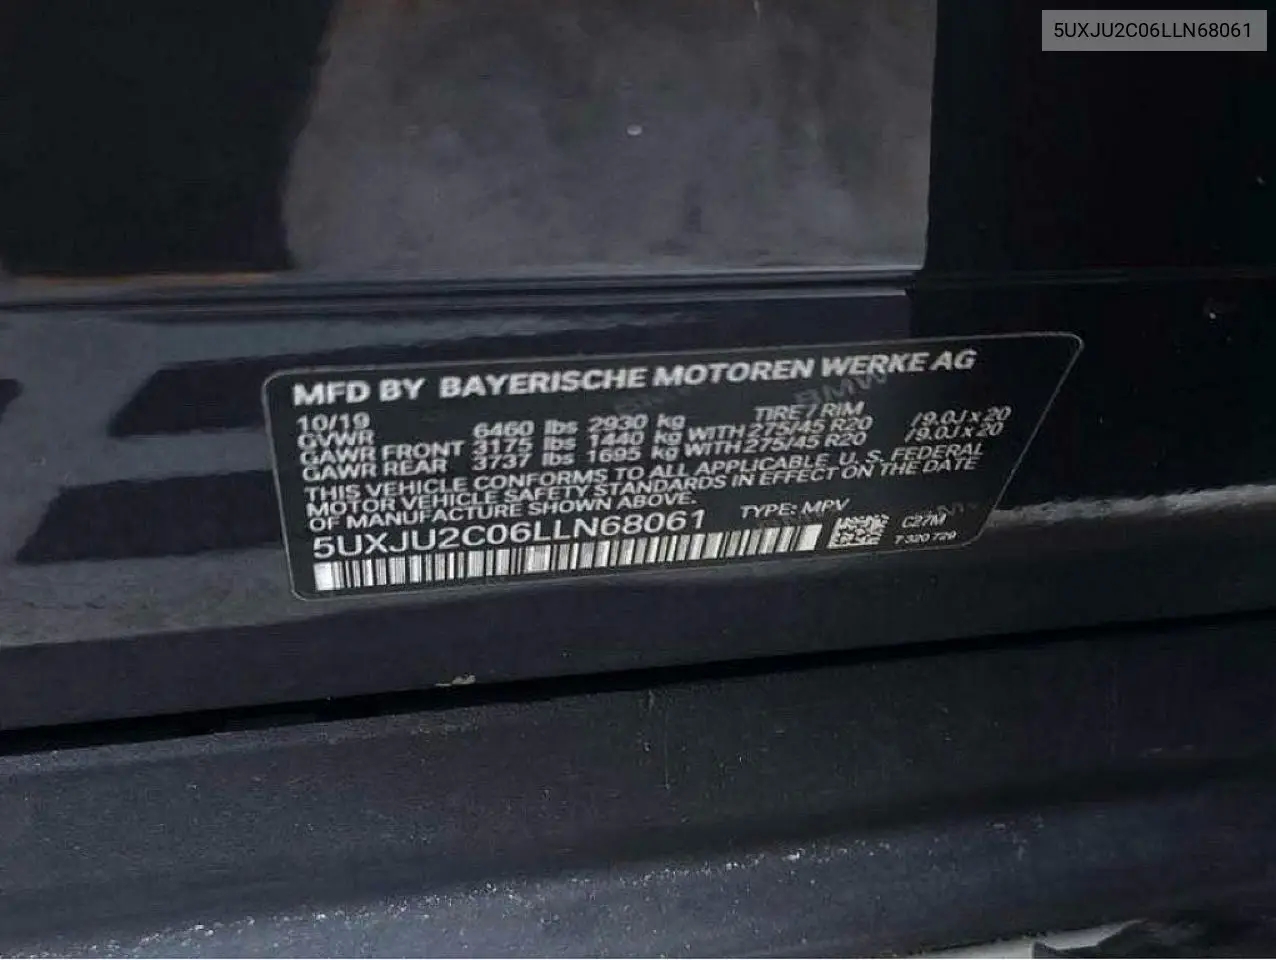 5UXJU2C06LLN68061
MFD BY BAYERISCHE MOTOREN WERKE AG
10/19 TIRE / RIM
GVWR 6460 lbs 2930 kg
GAWR FRONT 3175 lbs 1440 kg WITH 275/45 R20 /9.0J x 20
GAWR REAR 3737 lbs 1695 kg WITH 275/45 R20 /9.0J x 20
THIS VEHICLE CONFORMS TO ALL APPLICABLE U. S. FEDERAL
MOTOR VEHICLE SAFETY STANDARDS IN EFFECT ON THE DATE
OF MANUFACTURE SHOWN ABOVE.
5UXJU2C06LLN68061 TYPE: MPV
C27M
7 320 729
BMW